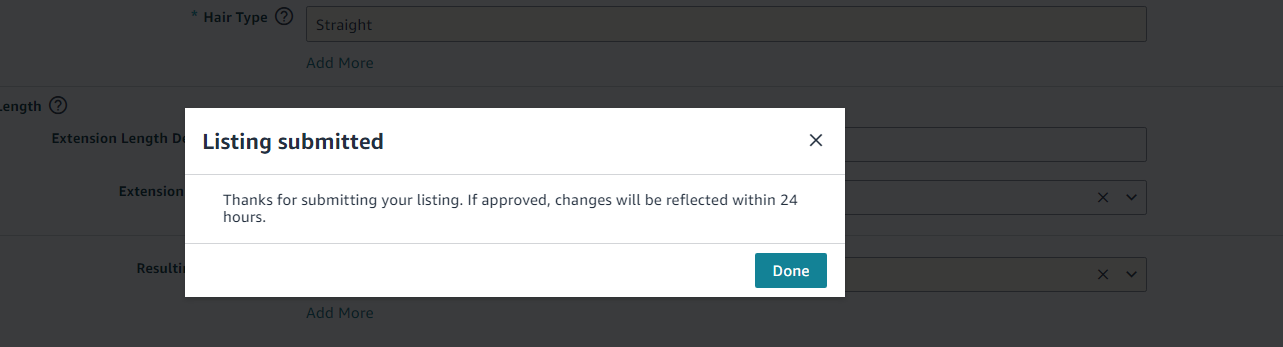 * Hair Type
Straight
Add More
Length
Extension Length De
Listing submitted
Extension
Thanks for submitting your listing. If approved, changes will be reflected within 24
hours.
Done
Add More